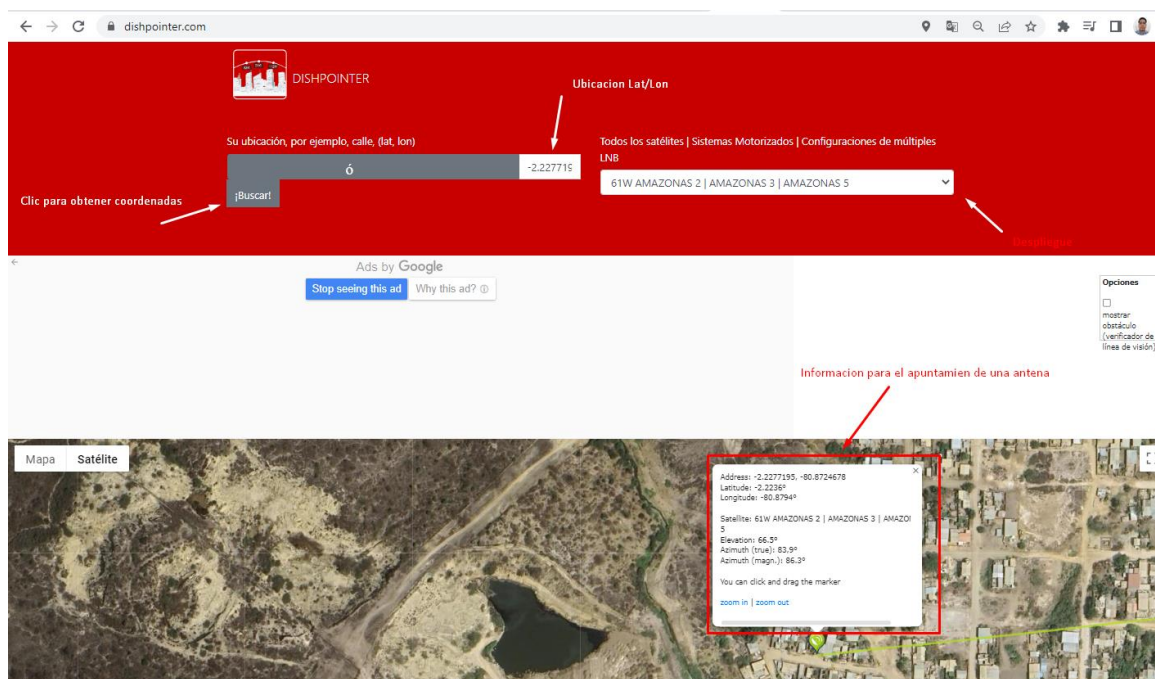 dishpointer.com
DISHPOINTER
Ubicacion Lat/Lon
Su ubicación, por ejemplo, calle, (lat, lon)
Todos los satélites | Sistemas Motorizados | Configuraciones de múltiples
LNB
ó
-2.227719
61W AMAZONAS 2 | AMAZONAS 3 | AMAZONAS 5
¡Buscar!
Clic para obtener coordenadas
Despliegue
Ads by Google
Stop seeing this ad
Why this ad?
Opciones
mostrar
obstáculo
(verificador de
línea de visión)
Informacion para el apuntamien de una antena
Mapa
Satélite
Address: -2.2277195, -80.8724678
Latitude: -2.2236º
Longitude: -80.8794º
Satellite: 61W AMAZONAS 2 | AMAZONAS 3 | AMAZO
5
Elevation: 66.5º
Azimuth (true): 83.9º
Azimuth (magn.): 86.3º
You can click and drag the marker
zoom in | zoom out